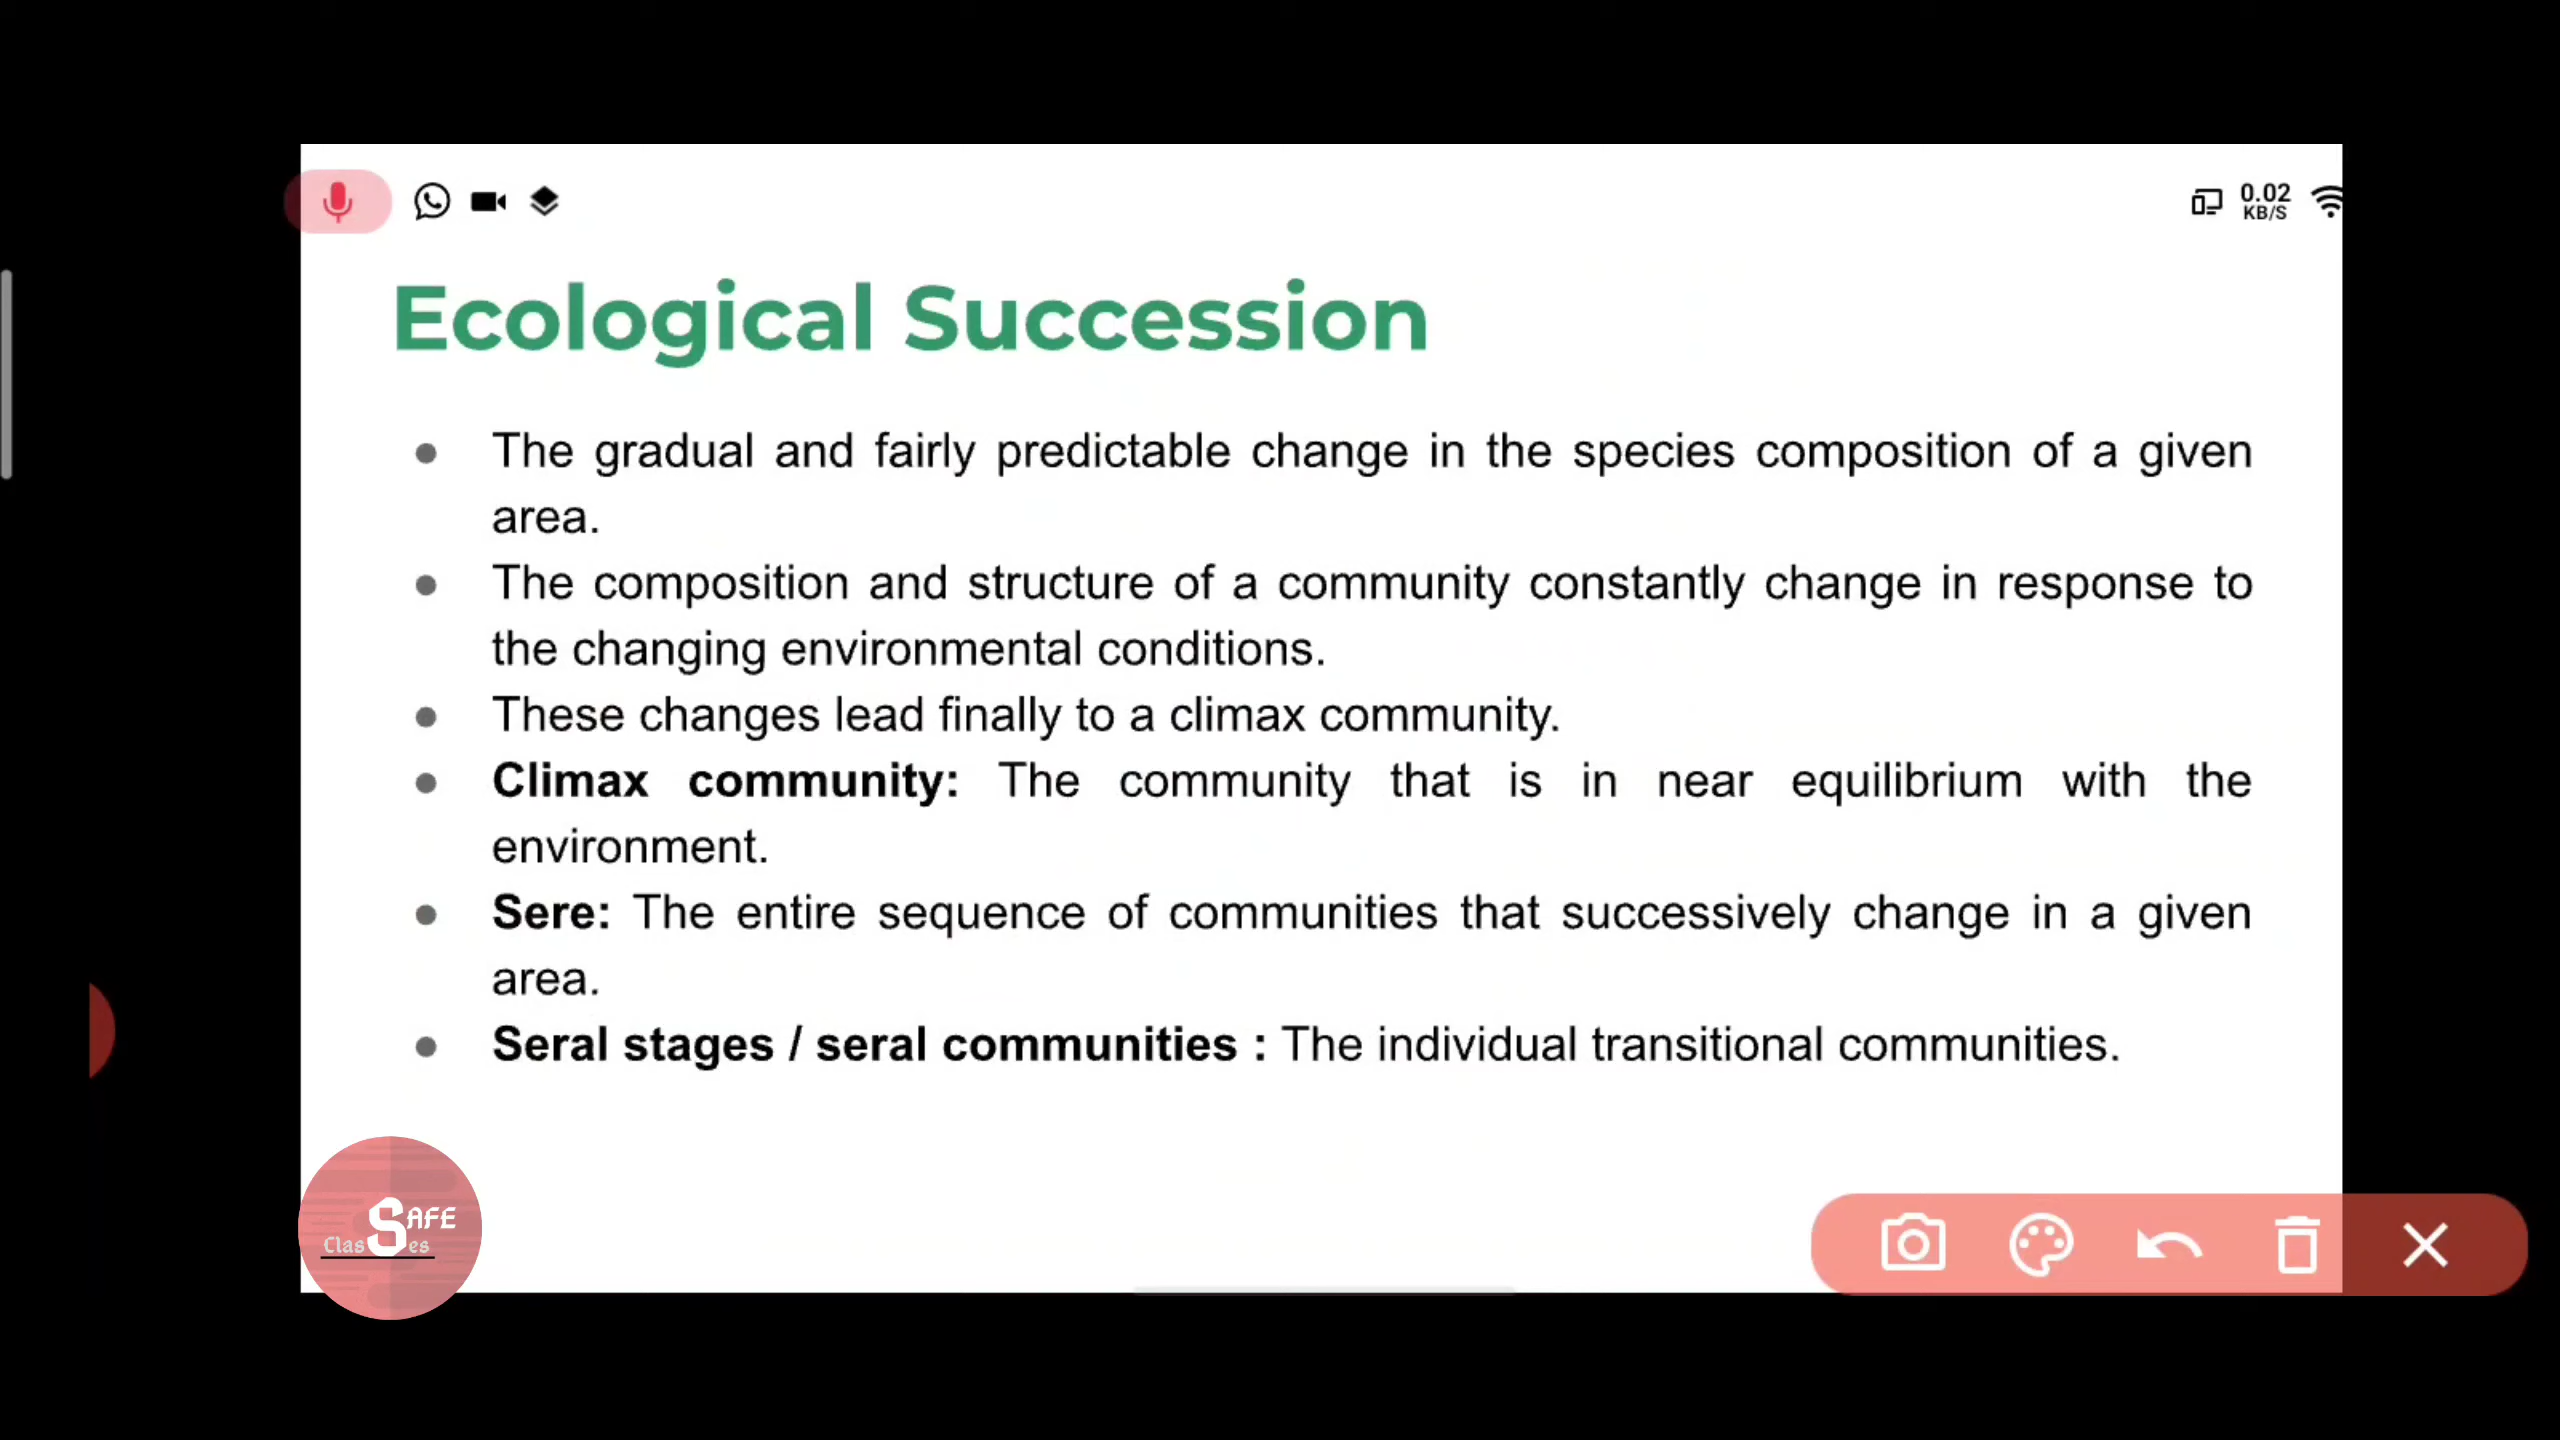 0.02
KB/S
Ecological Succession
● The gradual and fairly predictable change in the species composition of a given
area.
● The composition and structure of a community constantly change in response to
the changing environmental conditions.
● These changes lead finally to a climax community.
● Climax community: The community that is in near equilibrium with the
environment.
● Sere: The entire sequence of communities that successively change in a given
area.
● Seral stages / seral communities : The individual transitional communities.
SAFE
ClasSes